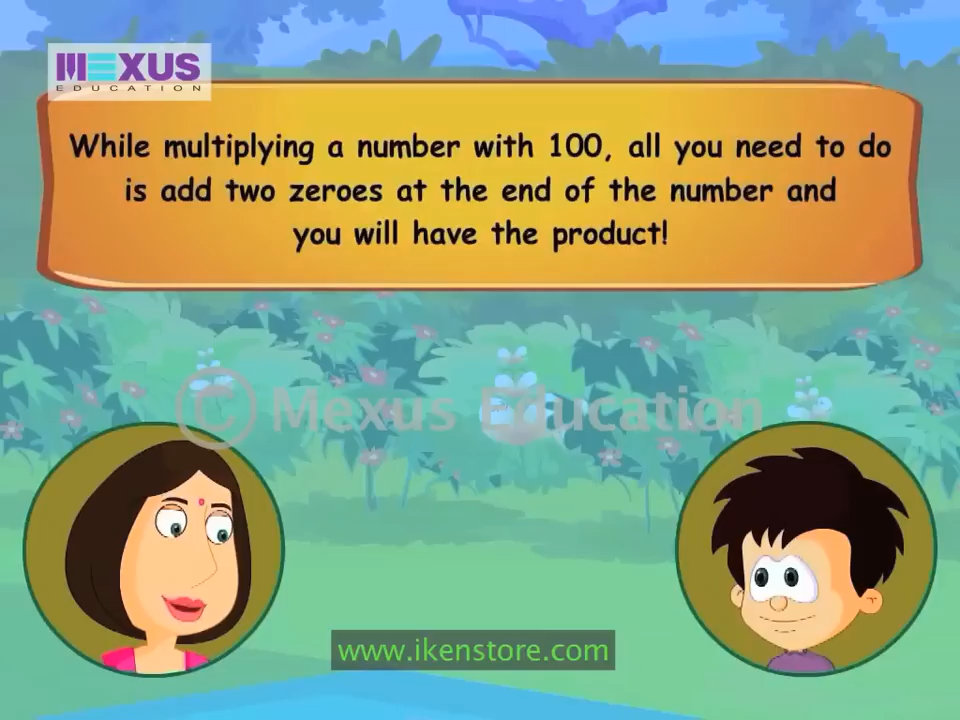 MEXUS
EDUCATION
While multiplying a number with 100, all you need to do
is add two zeroes at the end of the number and
you will have the product!
© Mexus Education
www.ikenstore.com